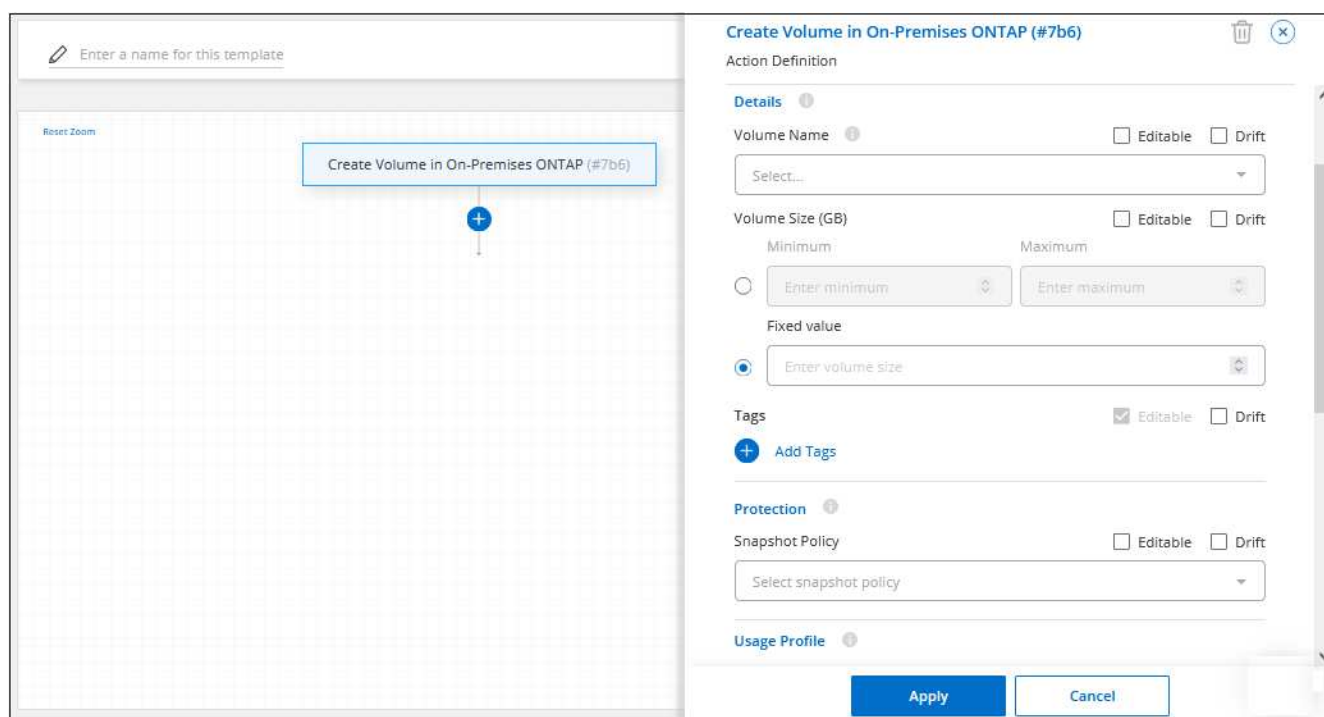 Enter a name for this template
Reset Zoom
Create Volume in On-Premises ONTAP (#7b6)
Create Volume in On-Premises ONTAP (#7b6)
Action Definition
Details
Volume Name Editable Drift
Select...
Volume Size (GB) Editable Drift
Minimum Maximum
Enter minimum Enter maximum
Fixed value
Enter volume size
Tags Editable Drift
Add Tags
Protection
Snapshot Policy Editable Drift
Select snapshot policy
Usage Profile
Apply Cancel